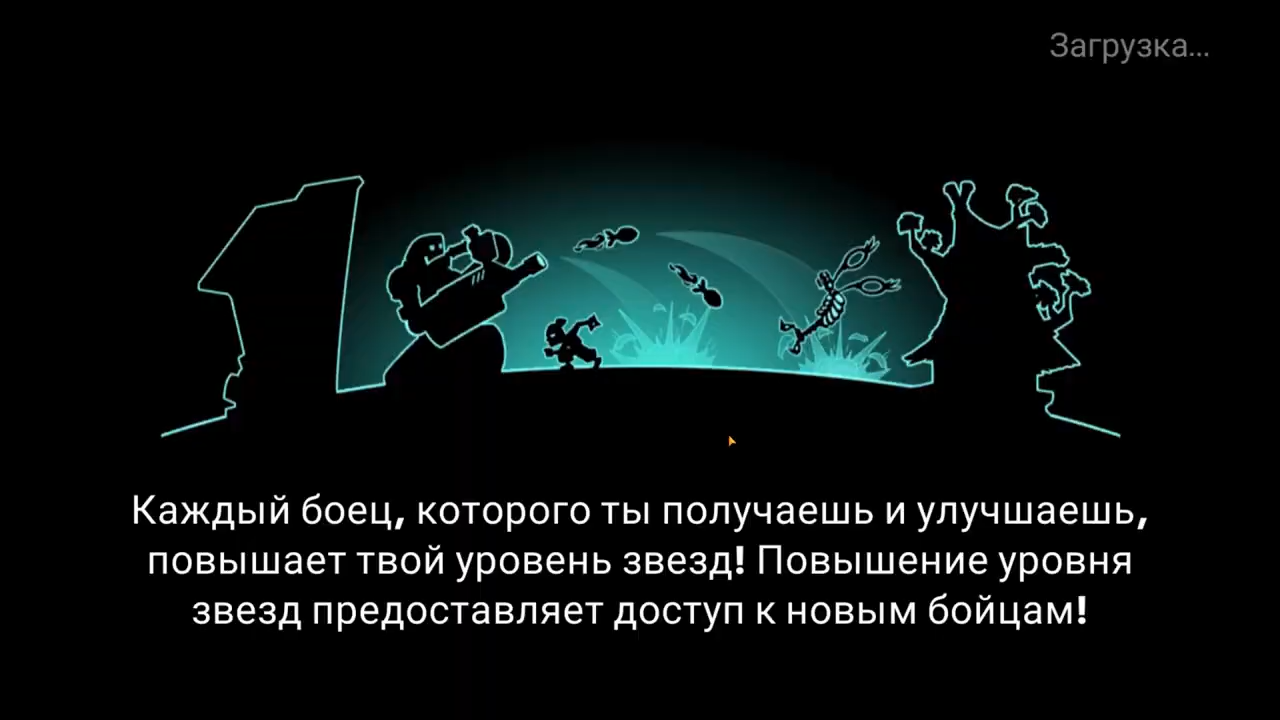 Загрузка...
Каждый боец, которого ты получаешь и улучшаешь,
повышает твой уровень звезд! Повышение уровня
звезд предоставляет доступ к новым бойцам!